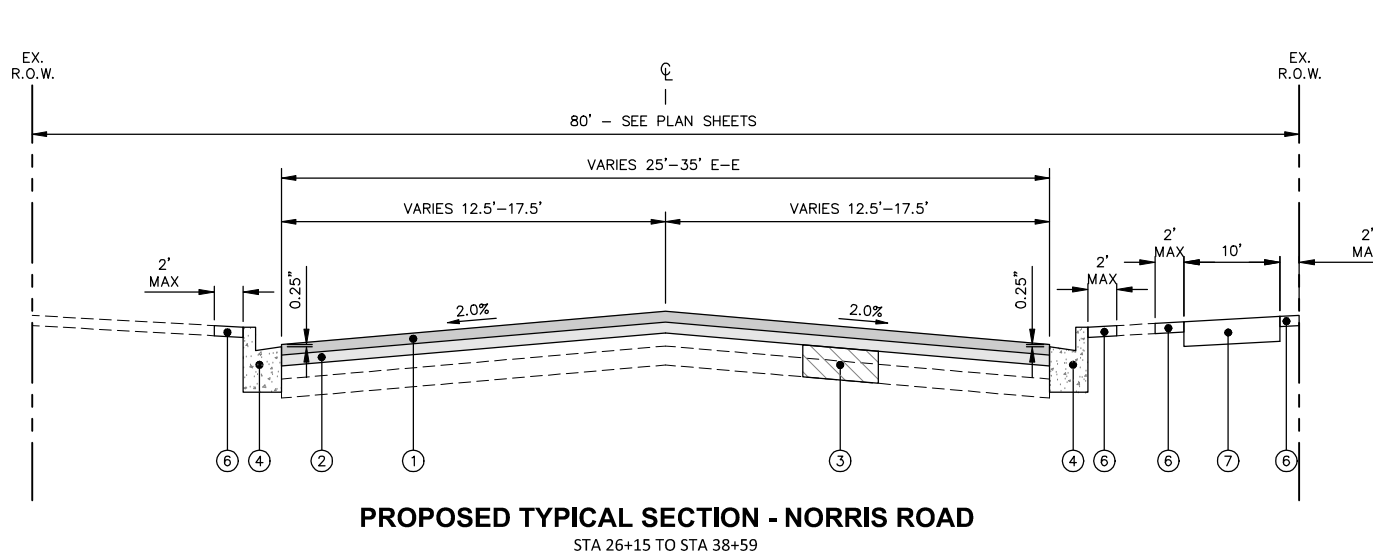 EX.
R.O.W.
℄
EX.
R.O.W.
80' - SEE PLAN SHEETS
VARIES 25'-35' E-E
VARIES 12.5'-17.5'
VARIES 12.5'-17.5'
2'
MAX
0.25"
2.0%
2.0%
0.25"
2'
MAX
2'
MAX
10'
2'
MA
6
4
2
1
3
4
6
6
7
6
PROPOSED TYPICAL SECTION - NORRIS ROAD
STA 26+15 TO STA 38+59